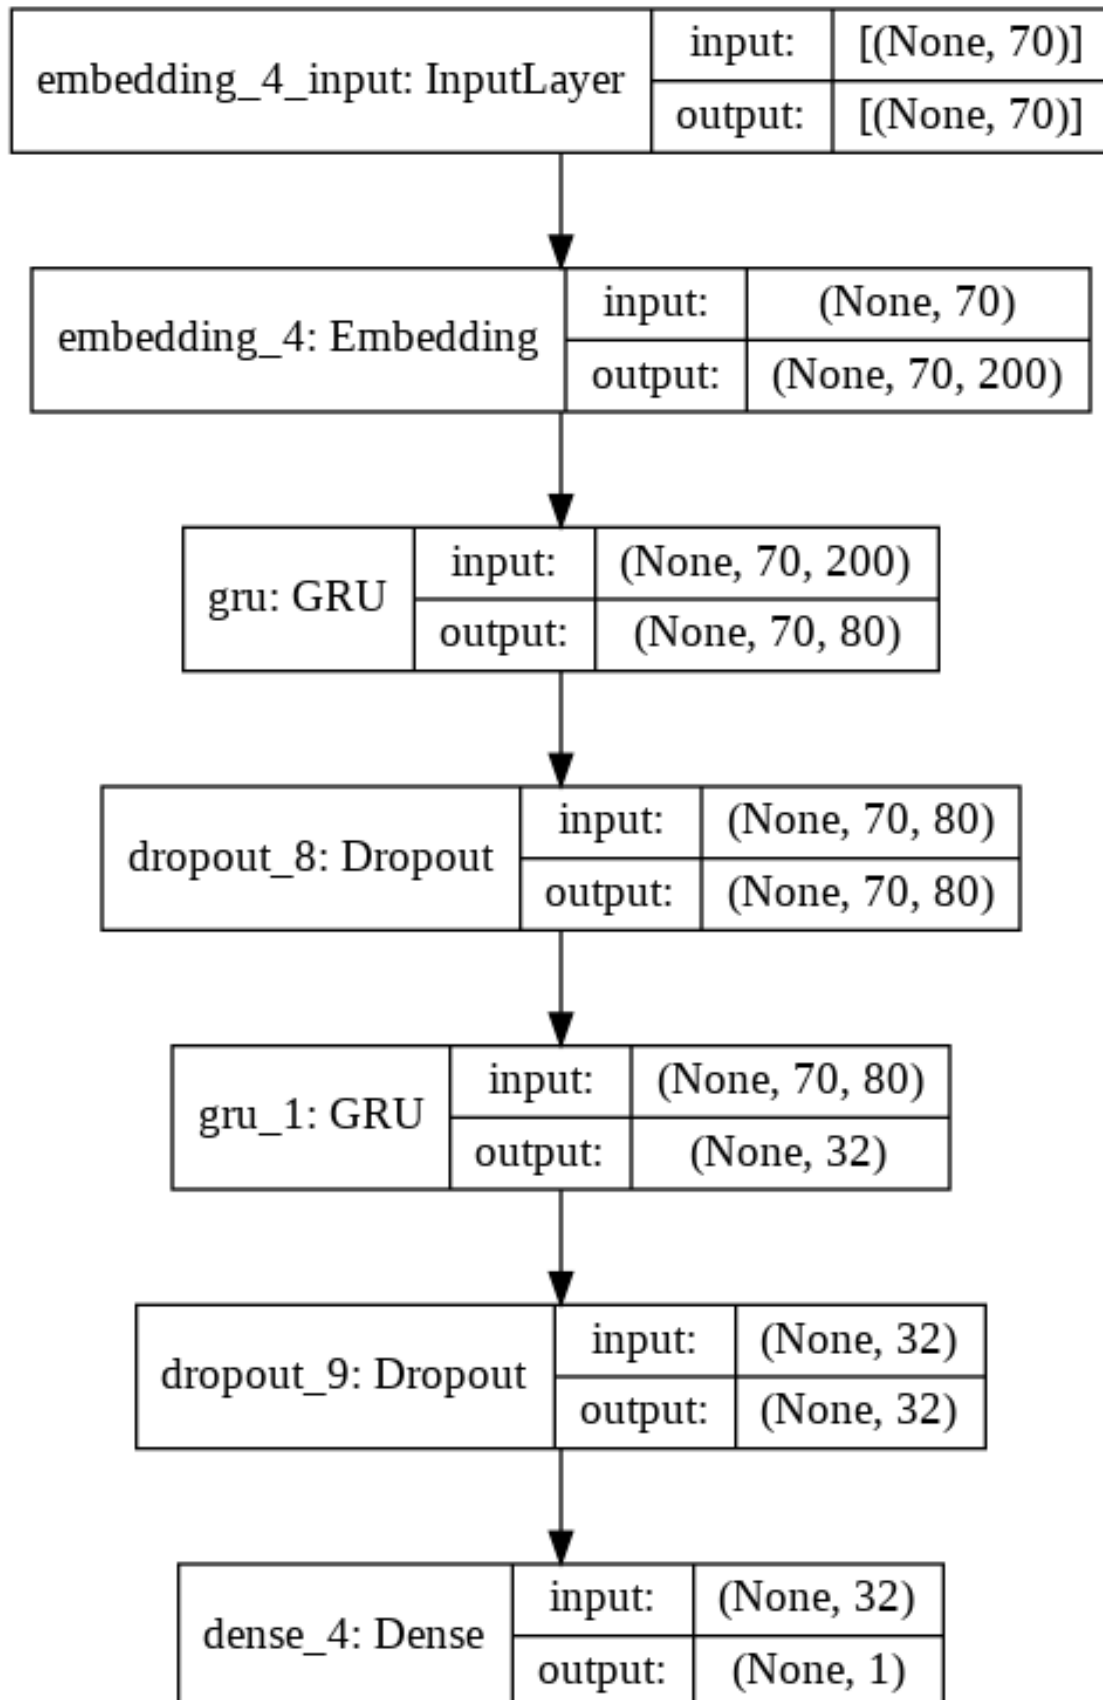 embedding_4_input: InputLayer
input: [(None, 70)]
output: [(None, 70)]
embedding_4: Embedding
input: (None, 70)
output: (None, 70, 200)
gru: GRU
input: (None, 70, 200)
output: (None, 70, 80)
dropout_8: Dropout
input: (None, 70, 80)
output: (None, 70, 80)
gru_1: GRU
input: (None, 70, 80)
output: (None, 32)
dropout_9: Dropout
input: (None, 32)
output: (None, 32)
dense_4: Dense
input: (None, 32)
output: (None, 1)